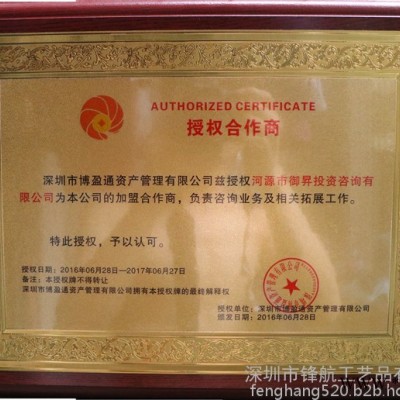 AUTHORIZED CERTIFICATE
授权合作商
深圳市博盈通资产管理有限公司兹授权河源市御昇投资咨询有
限公司为本公司的加盟合作商，负责咨询业务及相关拓展工作。
特此授权，予以认可。
授权日期：2016年06月28日—2017年06月27日
备注：本授权牌不得转让
深圳市博盈通资产管理有限公司拥有本授权牌的最终解释权
授权单位：深圳市博盈通资产管理有限公司
颁发日期：2016年06月28日
深圳市锋航工艺品有
fenghang520.b2b.hc